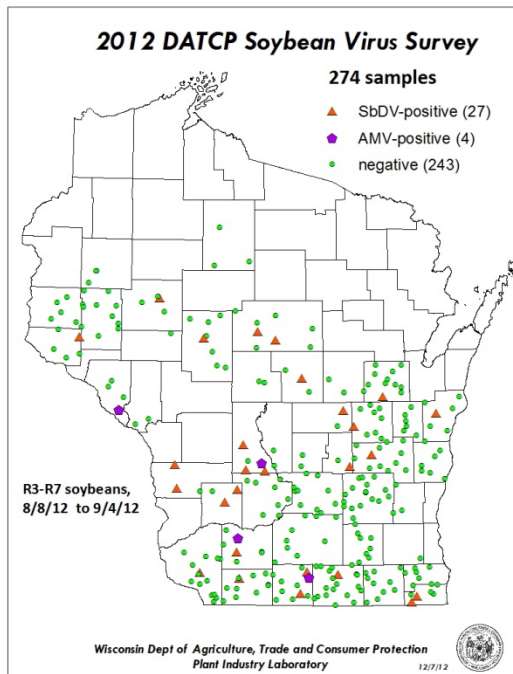 2012 DATCP Soybean Virus Survey
274 samples
SbDV-positive (27)
AMV-positive (4)
negative (243)
R3-R7 soybeans,
8/8/12 to 9/4/12
Wisconsin Dept of Agriculture, Trade and Consumer Protection
Plant Industry Laboratory
12/7/12